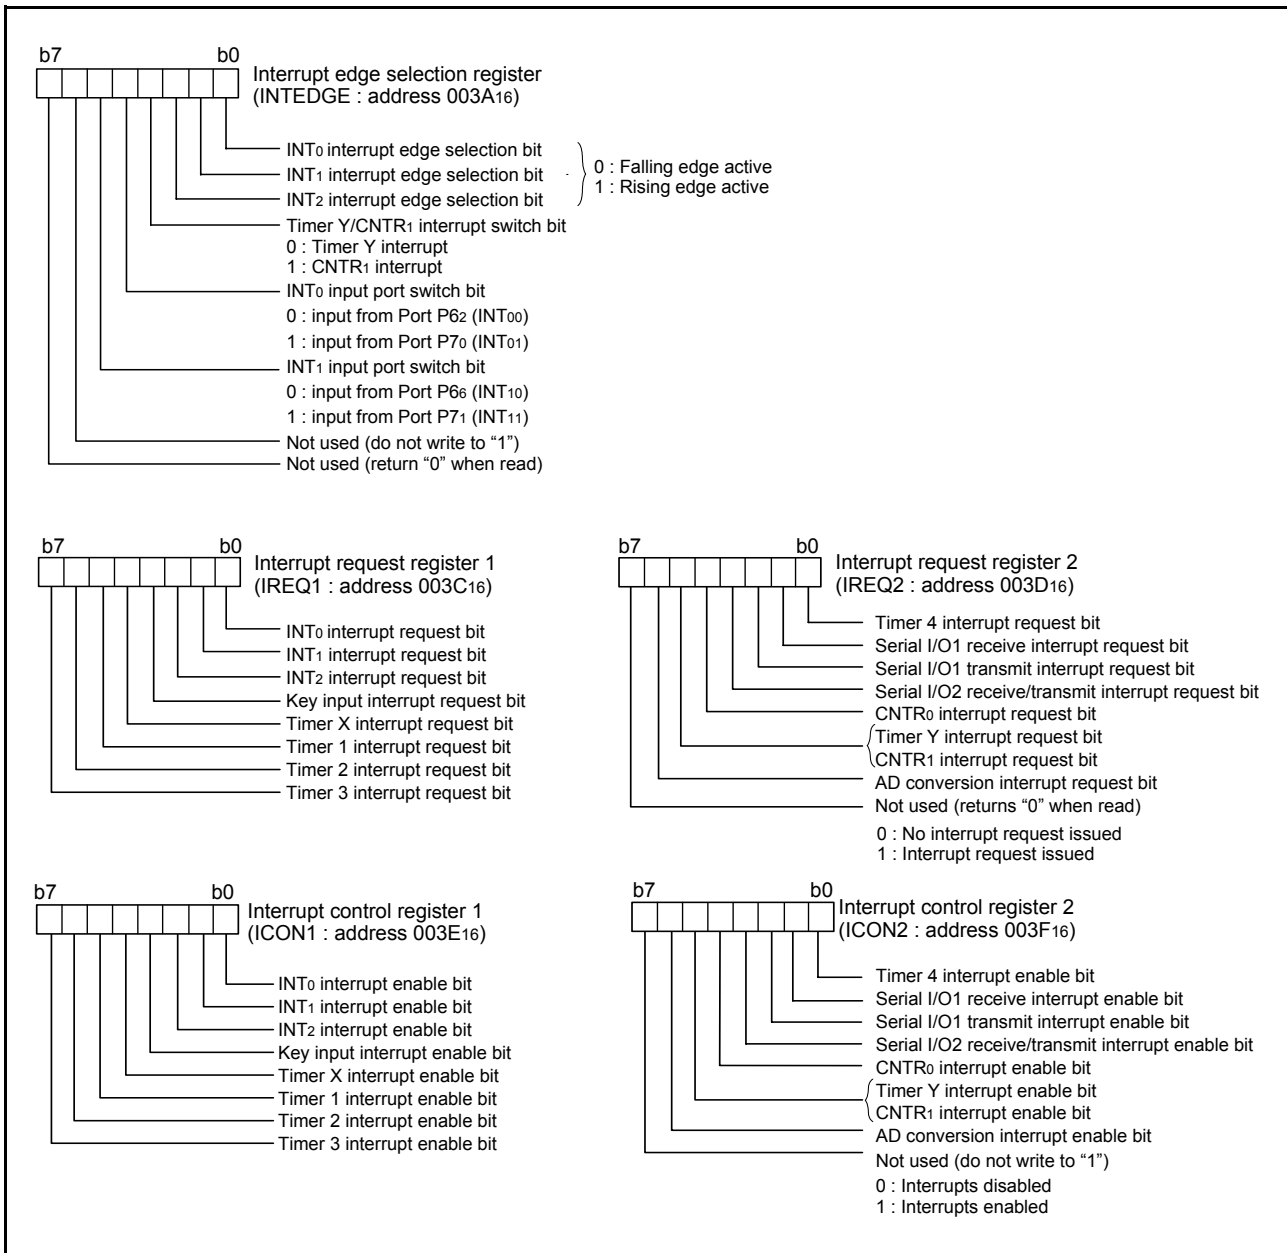 b7 b0
Interrupt edge selection register
(INTEDGE : address 003A16)
INT0 interrupt edge selection bit
INT1 interrupt edge selection bit
INT2 interrupt edge selection bit
0 : Falling edge active
1 : Rising edge active
Timer Y/CNTR1 interrupt switch bit
0 : Timer Y interrupt
1 : CNTR1 interrupt
INT0 input port switch bit
0 : input from Port P62 (INT00)
1 : input from Port P70 (INT01)
INT1 input port switch bit
0 : input from Port P66 (INT10)
1 : input from Port P71 (INT11)
Not used (do not write to “1”)
Not used (return “0” when read)
b7 b0
Interrupt request register 1
(IREQ1 : address 003C16)
INT0 interrupt request bit
INT1 interrupt request bit
INT2 interrupt request bit
Key input interrupt request bit
Timer X interrupt request bit
Timer 1 interrupt request bit
Timer 2 interrupt request bit
Timer 3 interrupt request bit
b7 b0
Interrupt request register 2
(IREQ2 : address 003D16)
Timer 4 interrupt request bit
Serial I/O1 receive interrupt request bit
Serial I/O1 transmit interrupt request bit
Serial I/O2 receive/transmit interrupt request bit
CNTR0 interrupt request bit
Timer Y interrupt request bit
CNTR1 interrupt request bit
AD conversion interrupt request bit
Not used (returns “0” when read)
0 : No interrupt request issued
1 : Interrupt request issued
b7 b0
Interrupt control register 1
(ICON1 : address 003E16)
INT0 interrupt enable bit
INT1 interrupt enable bit
INT2 interrupt enable bit
Key input interrupt enable bit
Timer X interrupt enable bit
Timer 1 interrupt enable bit
Timer 2 interrupt enable bit
Timer 3 interrupt enable bit
b7 b0
Interrupt control register 2
(ICON2 : address 003F16)
Timer 4 interrupt enable bit
Serial I/O1 receive interrupt enable bit
Serial I/O1 transmit interrupt enable bit
Serial I/O2 receive/transmit interrupt enable bit
CNTR0 interrupt enable bit
Timer Y interrupt enable bit
CNTR1 interrupt enable bit
AD conversion interrupt enable bit
Not used (do not write to “1”)
0 : Interrupts disabled
1 : Interrupts enabled